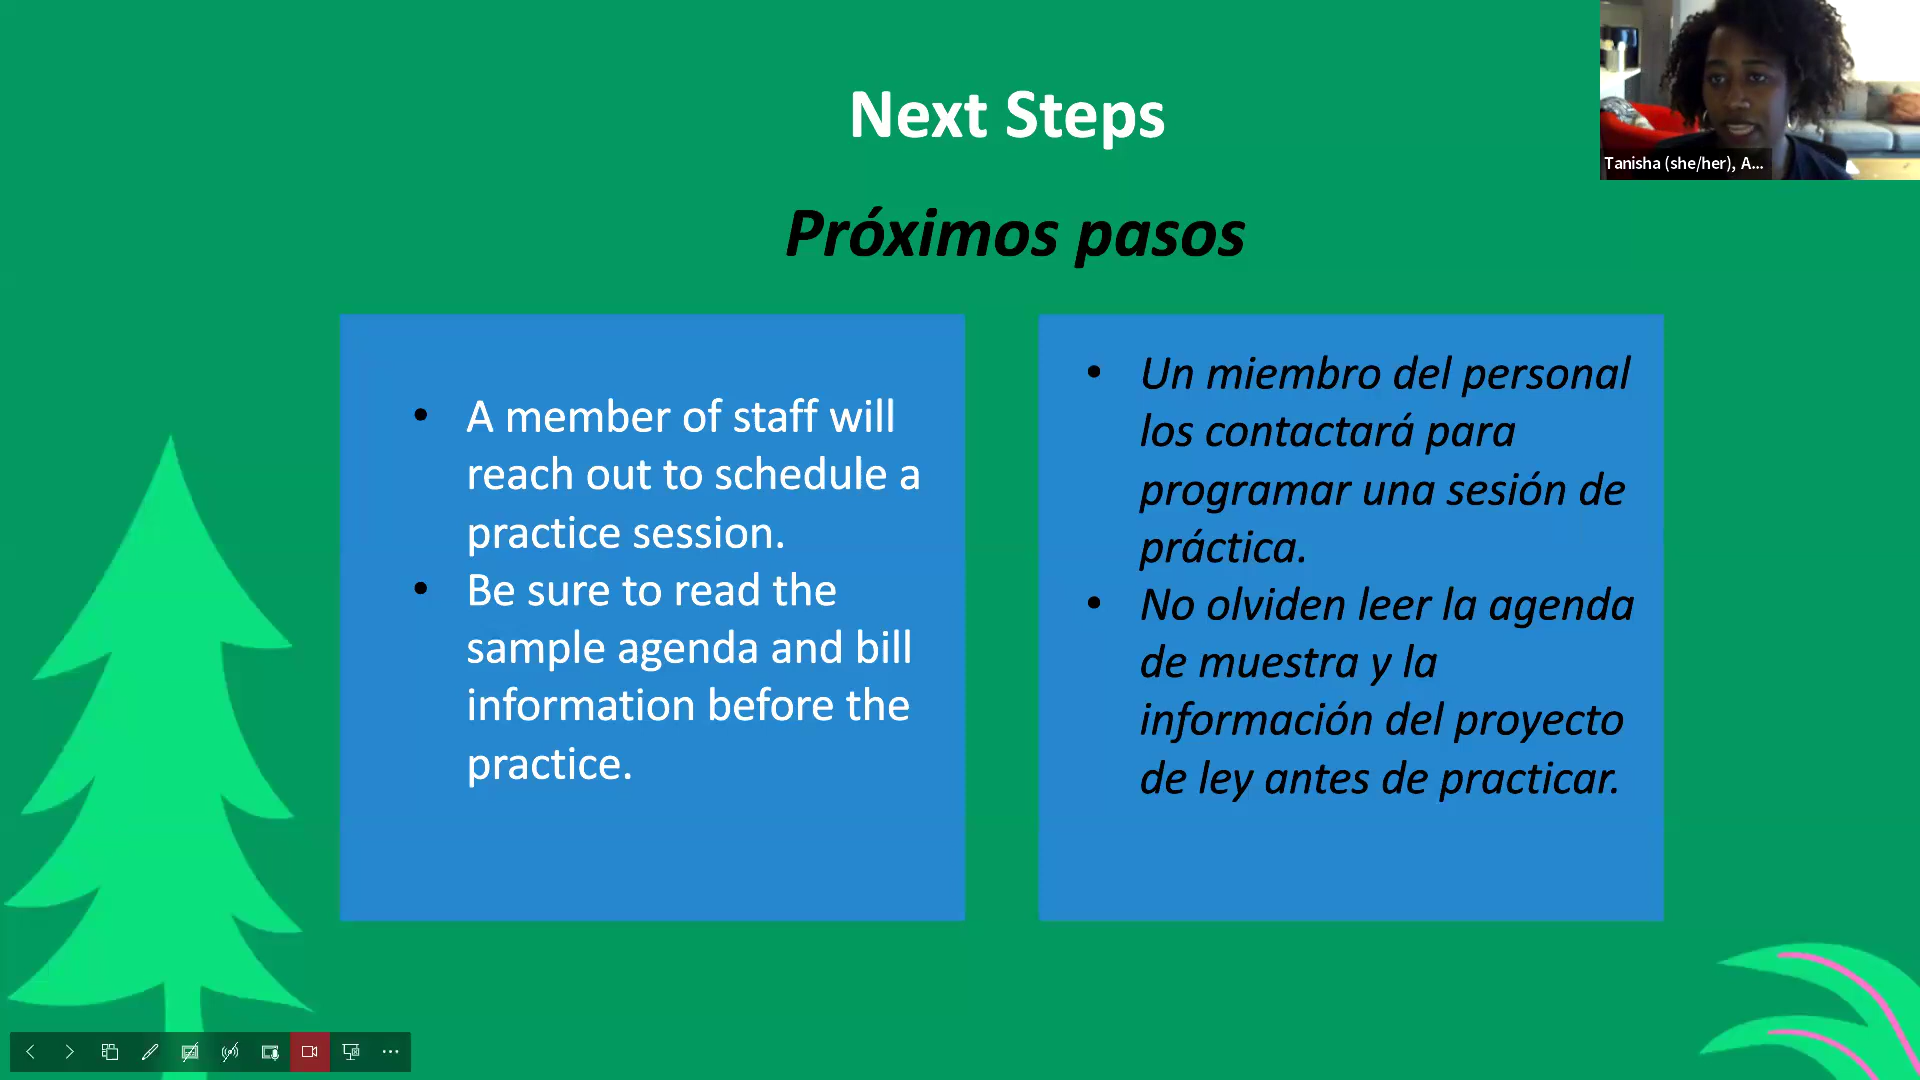 Next Steps
Próximos pasos
Tanisha (she/her), A...
• A member of staff will
reach out to schedule a
practice session.
• Be sure to read the
sample agenda and bill
information before the
practice.
• Un miembro del personal
los contactará para
programar una sesión de
práctica.
• No olviden leer la agenda
de muestra y la
información del proyecto
de ley antes de practicar.